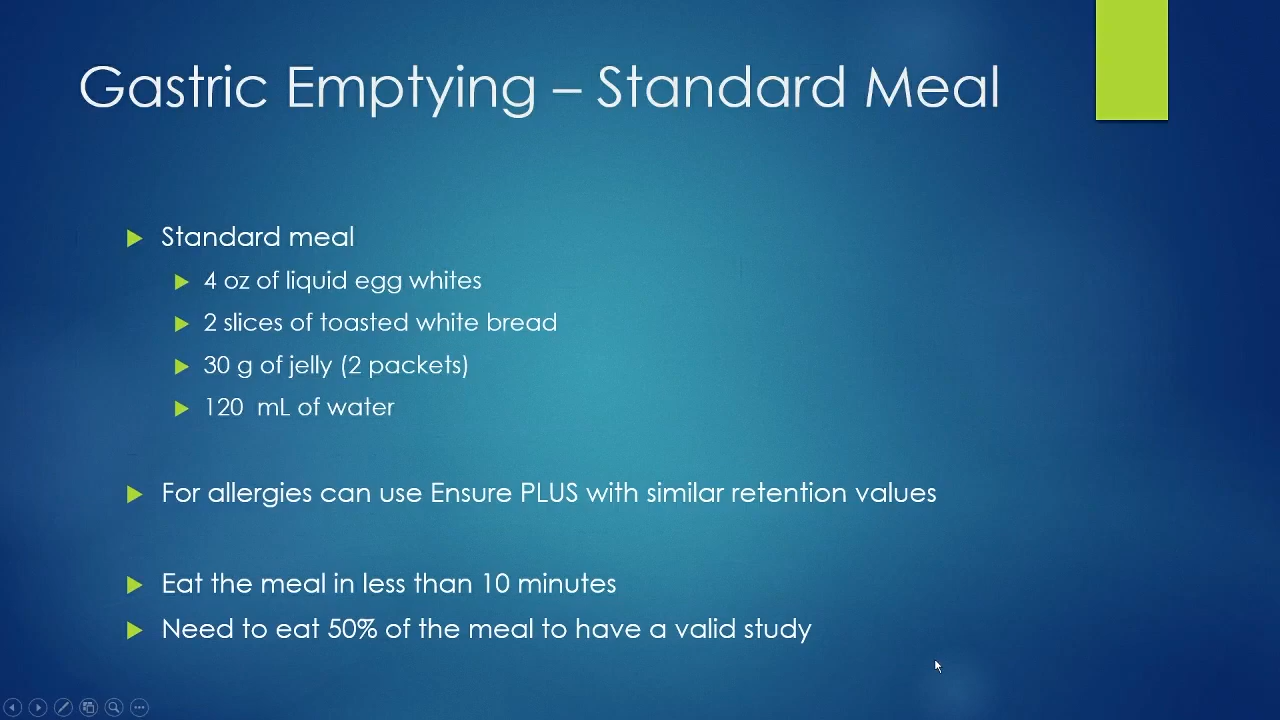 Gastric Emptying – Standard Meal
Standard meal
4 oz of liquid egg whites
2 slices of toasted white bread
30 g of jelly (2 packets)
120 mL of water
For allergies can use Ensure PLUS with similar retention values
Eat the meal in less than 10 minutes
Need to eat 50% of the meal to have a valid study